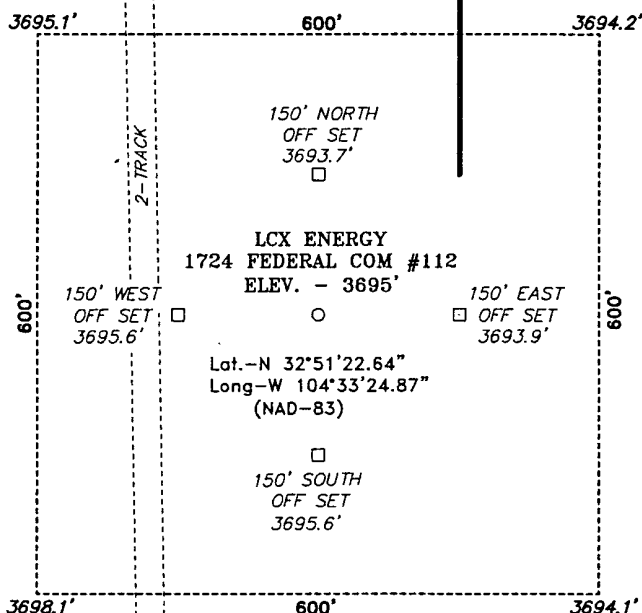 3695.1' 600' 3694.2'
2-TRACK
150' NORTH
OFF SET
3693.7'
LCX ENERGY
1724 FEDERAL COM #112
ELEV. - 3695'
600'
150' WEST
OFF SET
3695.6'
150' EAST
OFF SET
3693.9'
600'
Lat.-N 32°51'22.64"
Long-W 104°33'24.87"
(NAD-83)
150' SOUTH
OFF SET
3695.6'
3698.1' 600' 3694.1'